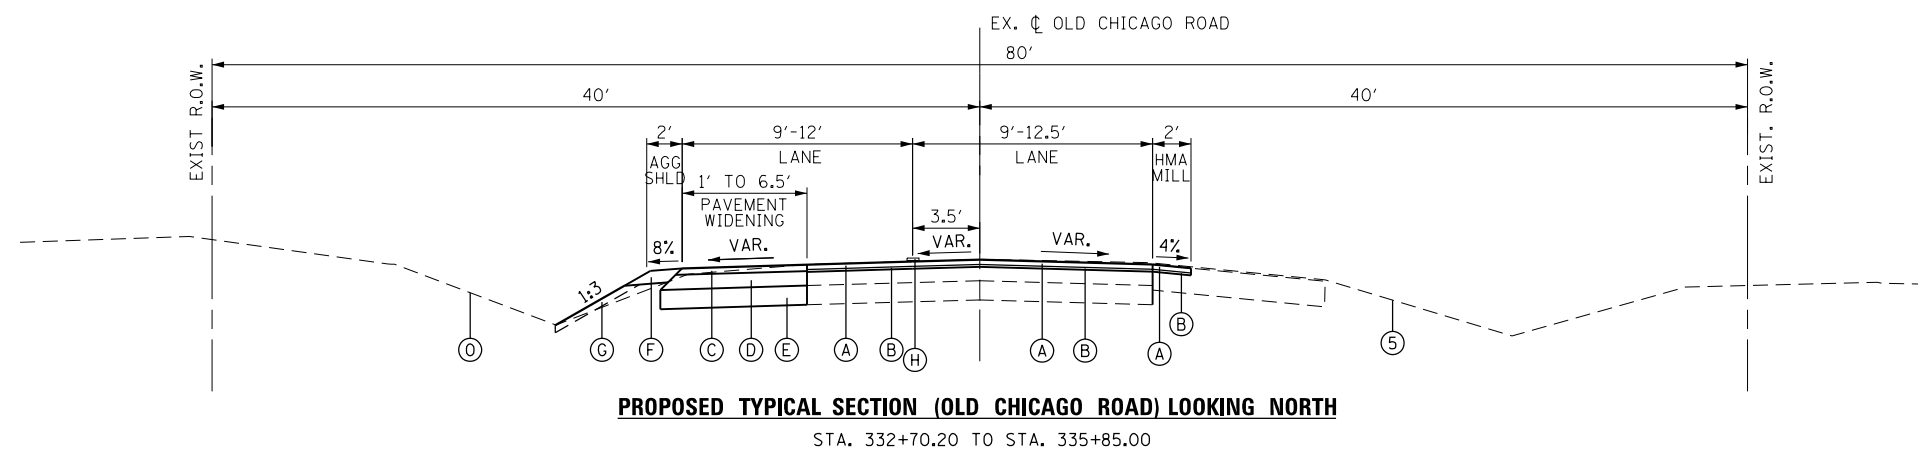 EX. ℄ OLD CHICAGO ROAD
80'
40'
40'
EXIST R.O.W.
EXIST. R.O.W.
2'
9'-12'
9'-12.5'
2'
AGG
SHLD
LANE
LANE
HMA
MILL
1' TO 6.5'
PAVEMENT
WIDENING
3.5'
8%
VAR.
VAR.
VAR.
4%
1:3
O
G
F
C
D
E
A
B
H
A
B
A
B
5
PROPOSED TYPICAL SECTION (OLD CHICAGO ROAD) LOOKING NORTH
STA. 332+70.20 TO STA. 335+85.00